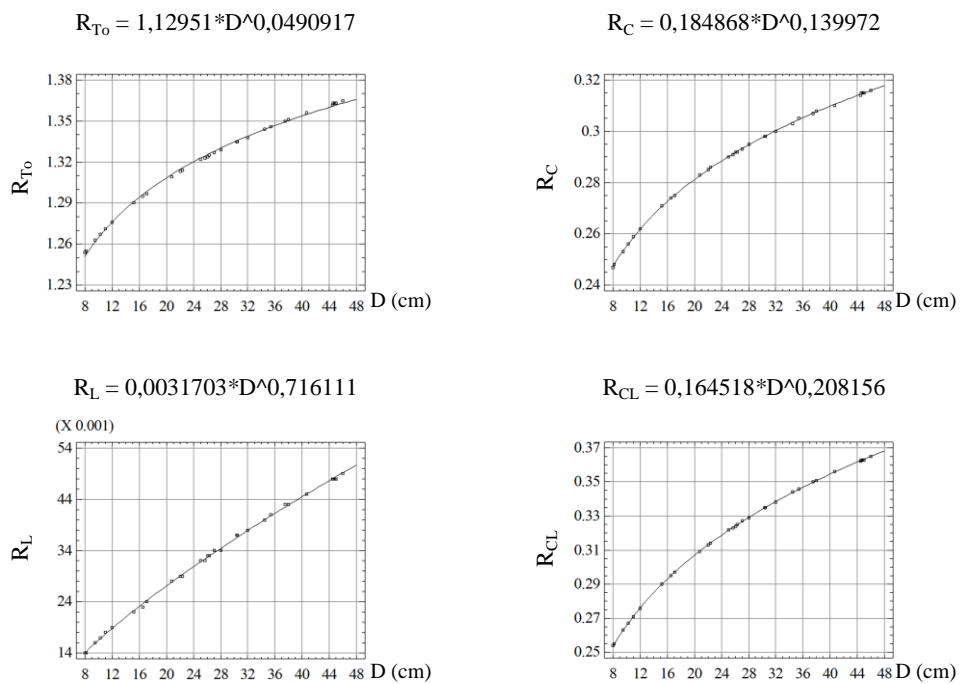 R_To = 1,12951*D^0,0490917
1.38
1.35
1.32
1.29
1.26
1.23
R_To
8 12 16 20 24 28 32 36 40 44 48 D (cm)
R_C = 0,184868*D^0,139972
0.32
0.3
0.28
0.26
0.24
R_C
8 12 16 20 24 28 32 36 40 44 48 D (cm)
R_L = 0,0031703*D^0,716111
(X 0.001)
54
44
34
24
14
R_L
8 12 16 20 24 28 32 36 40 44 48 D (cm)
R_CL = 0,164518*D^0,208156
0.37
0.35
0.33
0.31
0.29
0.27
0.25
R_CL
8 12 16 20 24 28 32 36 40 44 48 D (cm)